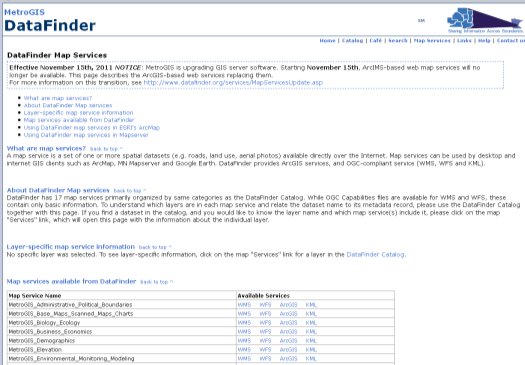 MetroGIS
DataFinder
SM
Sharing Information Across Boundaries
Home | Catalog | Café | Search | Map Services | Links | Help | Contact us
DataFinder Map Services
Effective November 15th, 2011 NOTICE: MetroGIS is upgrading GIS server software. Starting November 15th, ArcIMS-based web map services will no
longer be available. This page describes the ArcGIS-based web services replacing them.
For more information on this transition, see http://www.datafinder.org/services/MapServicesUpdate.asp
What are map services?
About DataFinder Map services
Layer-specific map service information
Map services available from DataFinder
Using DataFinder map services in ESRI's ArcMap
Using DataFinder map services in Mapserver
What are map services? back to top ^
A map service is a set of one or more spatial datasets (e.g. roads, land use, aerial photos) available directly over the Internet. Map services can be used by desktop and
internet GIS clients such as ArcMap, MN Mapserver and Google Earth. DataFinder provides ArcGIS services, and OGC-compliant service (WMS, WFS and KML).
About DataFinder Map services back to top ^
DataFinder has 17 map services primarily organized by same categories as the DataFinder Catalog. While OGC Capabilities files are available for WMS and WFS, these
contain only basic information. To understand which layers are in each map service and relate the dataset name to its metadata record, please use the DataFinder Catalog
together with this page. If you find a dataset in the catalog, and you would like to know the layer name and which map service(s) include it, please click on the map
"Services" link, which will open this page with the information about the individual layer.
Layer-specific map service information back to top ^
No specific layer was selected. To see layer-specific information, click on the map "Services" link for a layer in the DataFinder Catalog.
Map services available from DataFinder back to top ^
Map Service Name Available Services
MetroGIS_Administrative_Political_Boundaries WMS WFS ArcGIS KML
MetroGIS_Base_Maps_Scanned_Maps_Charts WMS WFS ArcGIS KML
MetroGIS_Biology_Ecology WMS WFS ArcGIS KML
MetroGIS_Business_Economics WMS WFS ArcGIS KML
MetroGIS_Demographics WMS WFS ArcGIS KML
MetroGIS_Elevation WMS WFS ArcGIS KML
MetroGIS_Environmental_Monitoring_Modeling WMS WFS ArcGIS KML